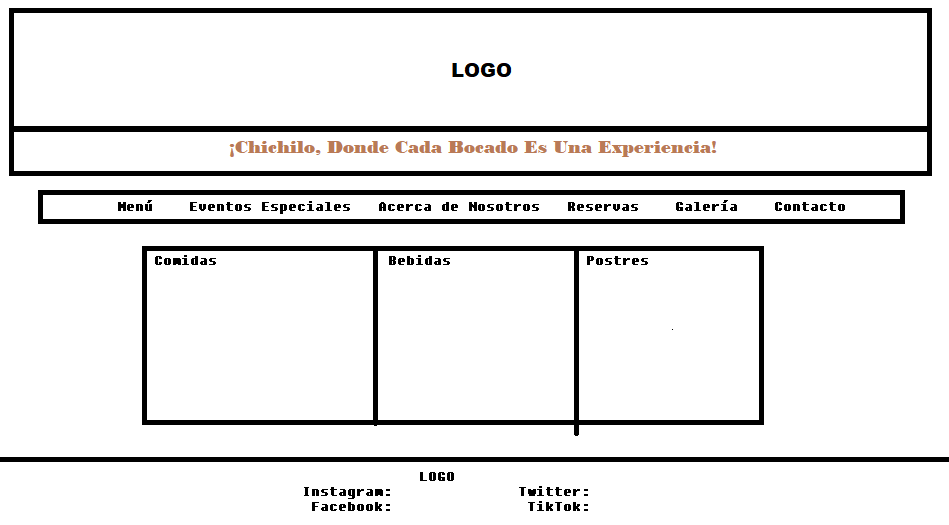 LOGO
¡Chichilo, Donde Cada Bocado Es Una Experiencia!
Menú Eventos Especiales Acerca de Nosotros Reservas Galería Contacto
Comidas Bebidas Postres
LOGO
Instagram: Twitter:
Facebook: TikTok: